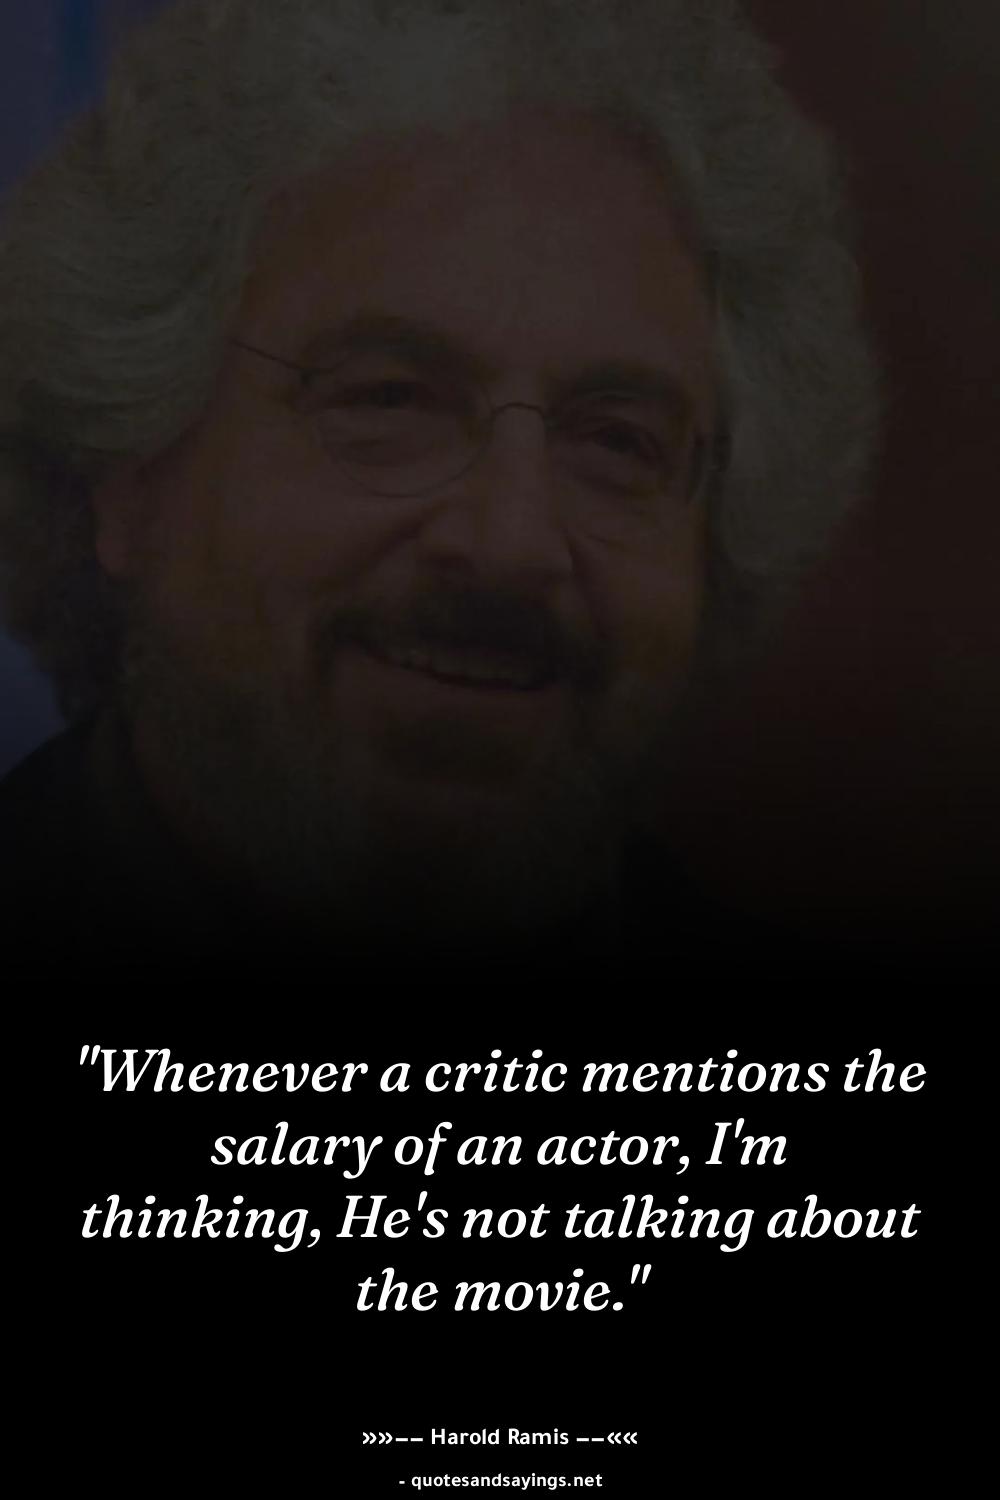 "Whenever a critic mentions the
salary of an actor, I'm
thinking, He's not talking about
the movie."
»»−− Harold Ramis −−««
- quotesandsayings.net